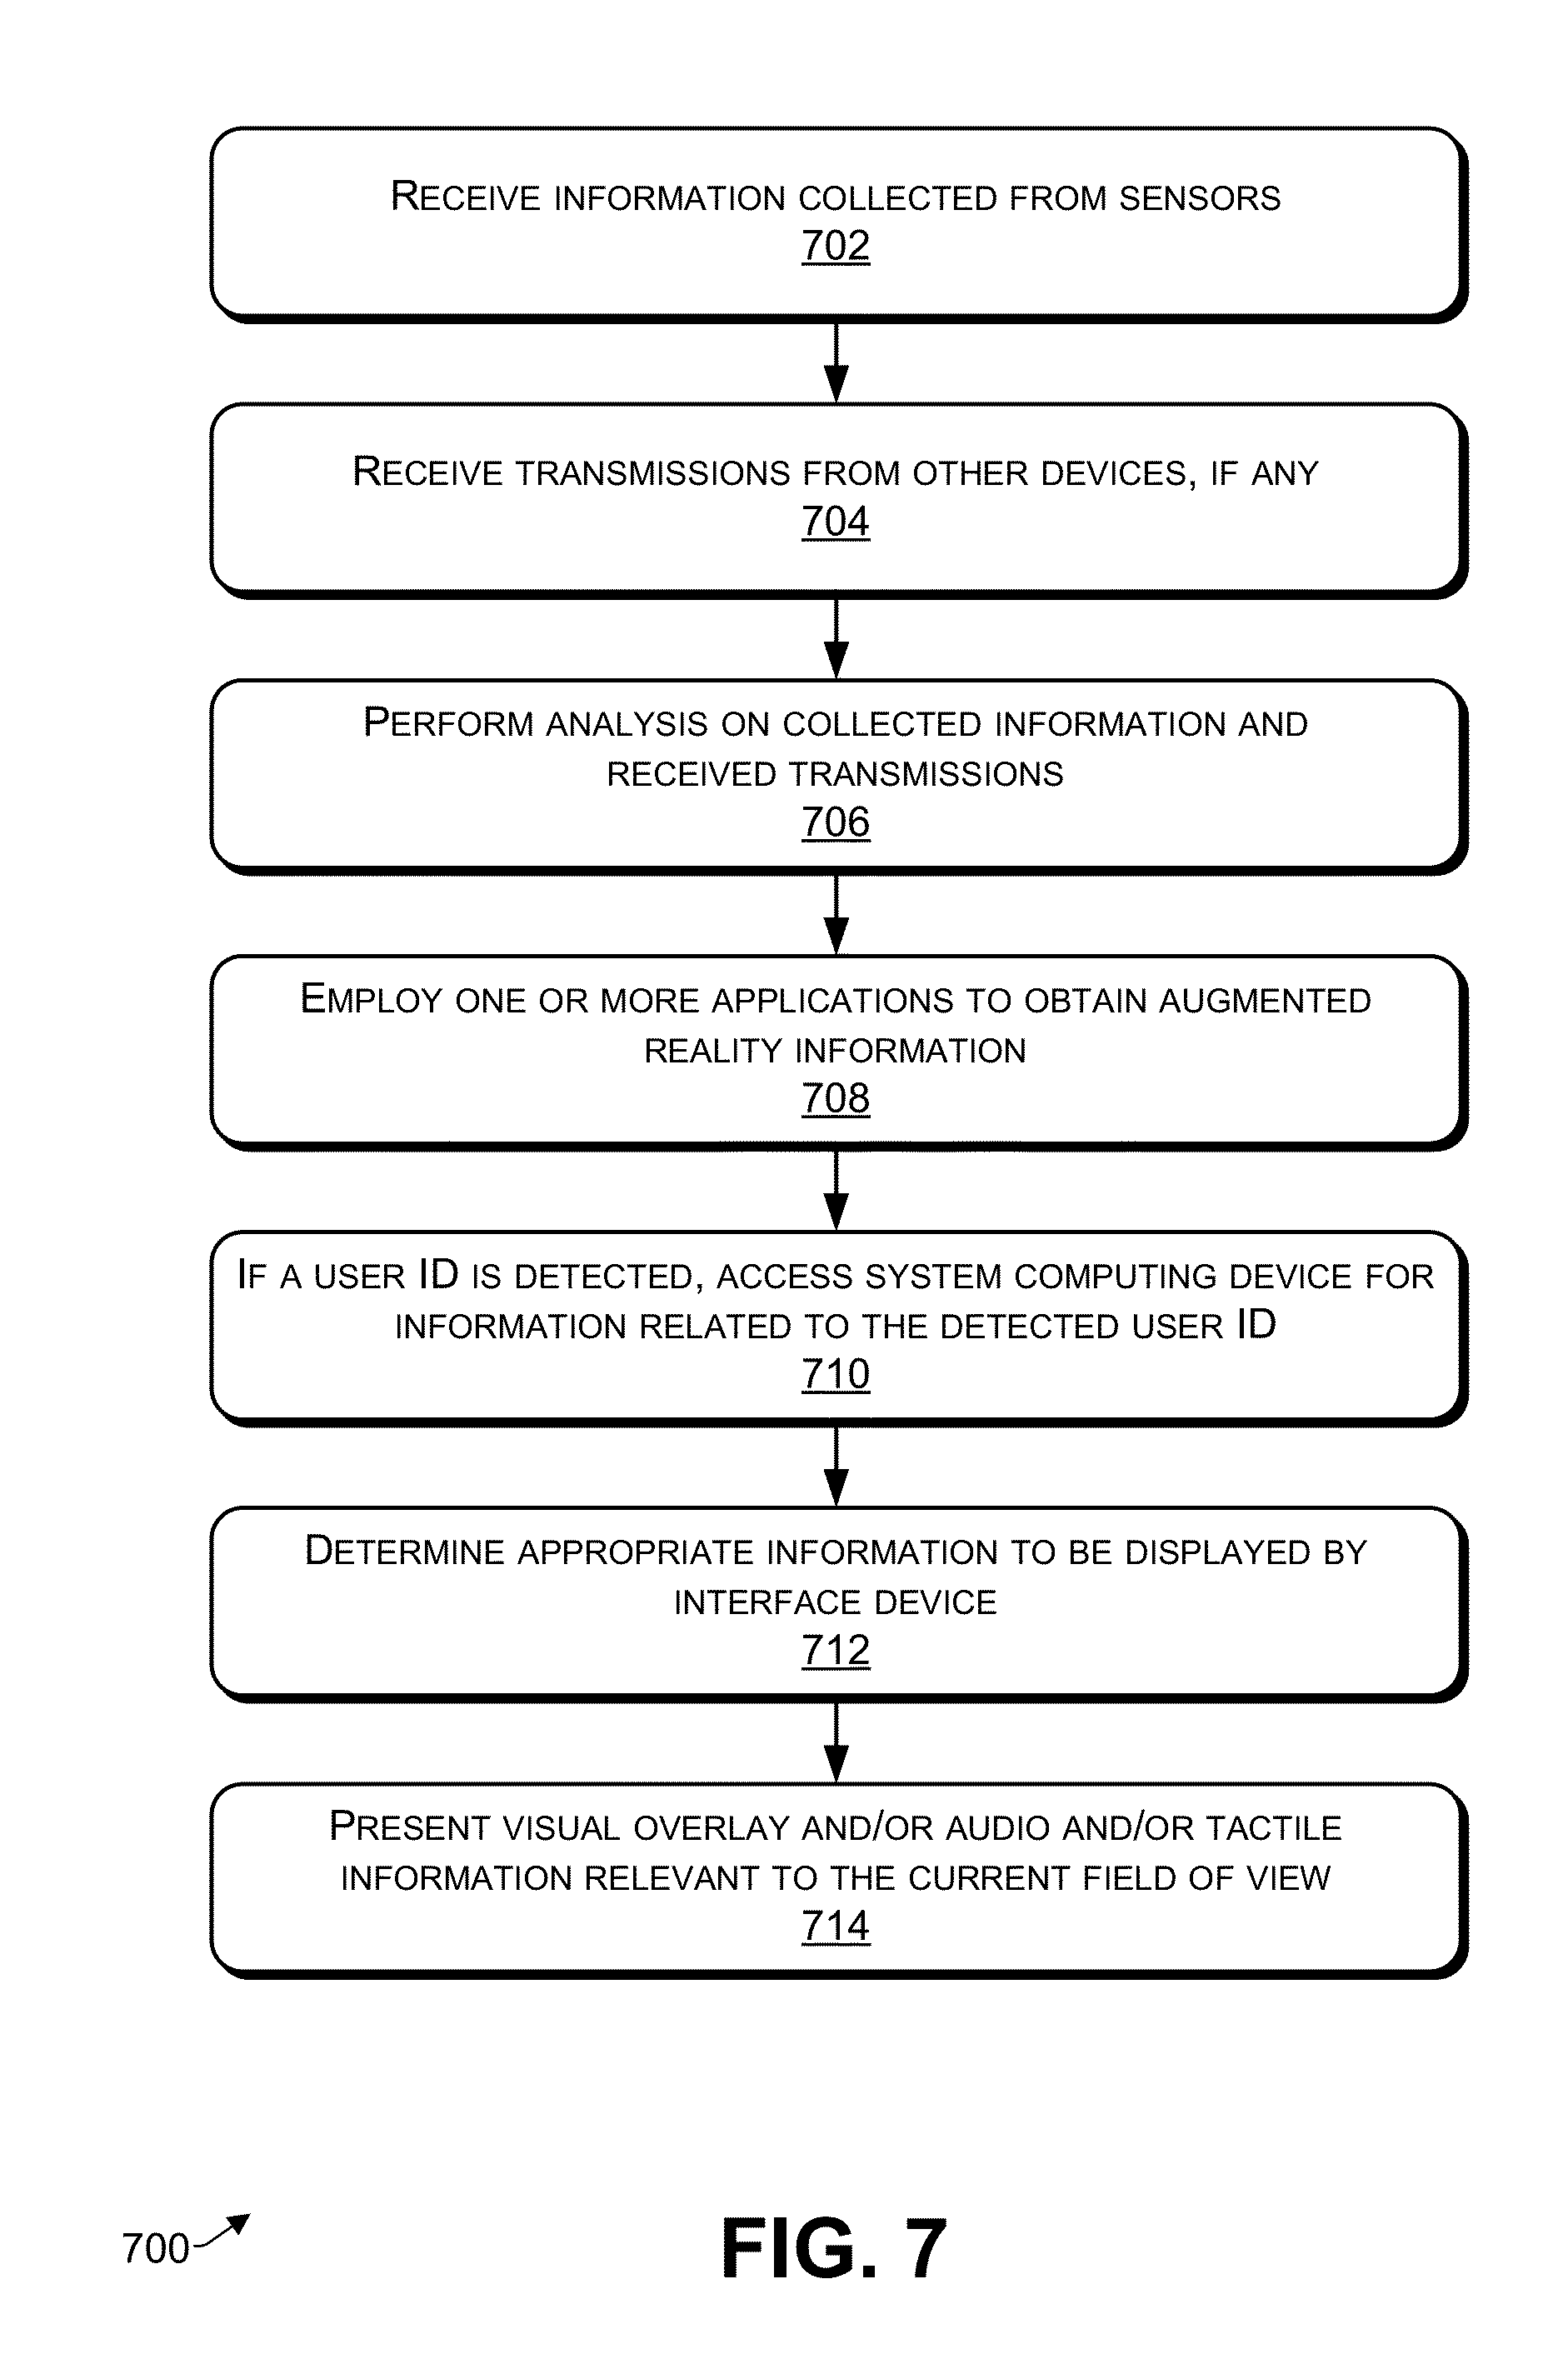 RECEIVE INFORMATION COLLECTED FROM SENSORS
702
RECEIVE TRANSMISSIONS FROM OTHER DEVICES, IF ANY
704
PERFORM ANALYSIS ON COLLECTED INFORMATION AND
RECEIVED TRANSMISSIONS
706
EMPLOY ONE OR MORE APPLICATIONS TO OBTAIN AUGMENTED
REALITY INFORMATION
708
IF A USER ID IS DETECTED, ACCESS SYSTEM COMPUTING DEVICE FOR
INFORMATION RELATED TO THE DETECTED USER ID
710
DETERMINE APPROPRIATE INFORMATION TO BE DISPLAYED BY
INTERFACE DEVICE
712
PRESENT VISUAL OVERLAY AND/OR AUDIO AND/OR TACTILE
INFORMATION RELEVANT TO THE CURRENT FIELD OF VIEW
714
700
FIG. 7